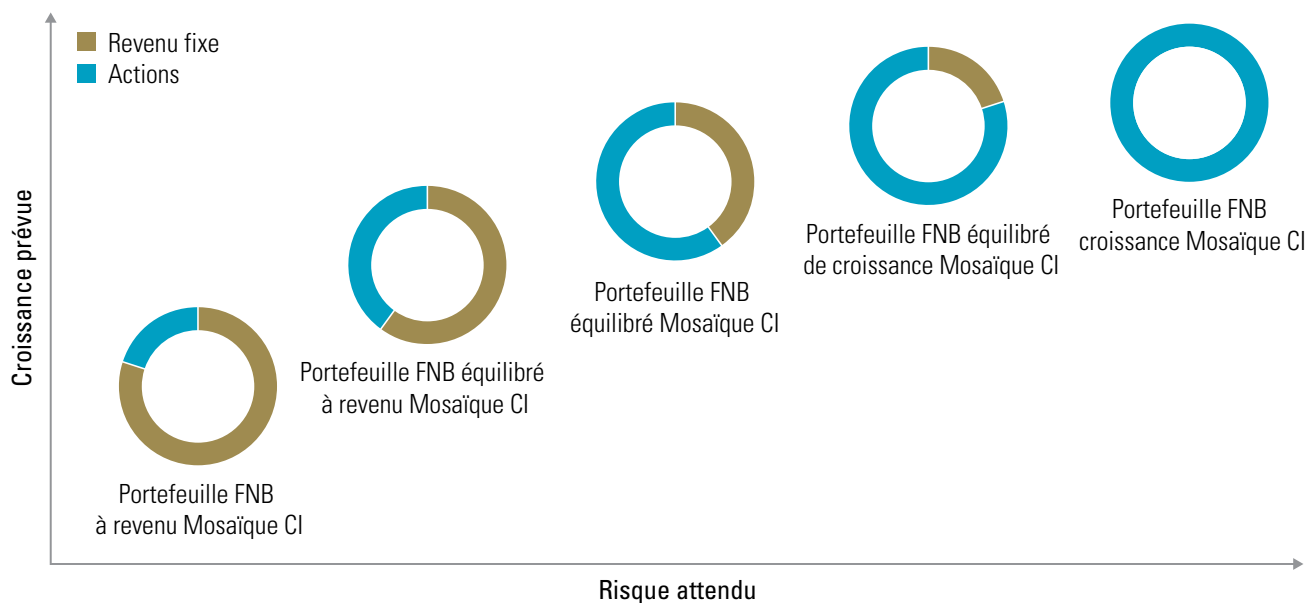 Revenu fixe
Actions
Croissance prévue
Portefeuille FNB
à revenu Mosaïque CI
Portefeuille FNB équilibré
à revenu Mosaïque CI
Portefeuille FNB
équilibré Mosaïque CI
Portefeuille FNB équilibré
de croissance Mosaïque CI
Portefeuille FNB
croissance Mosaïque CI
Risque attendu